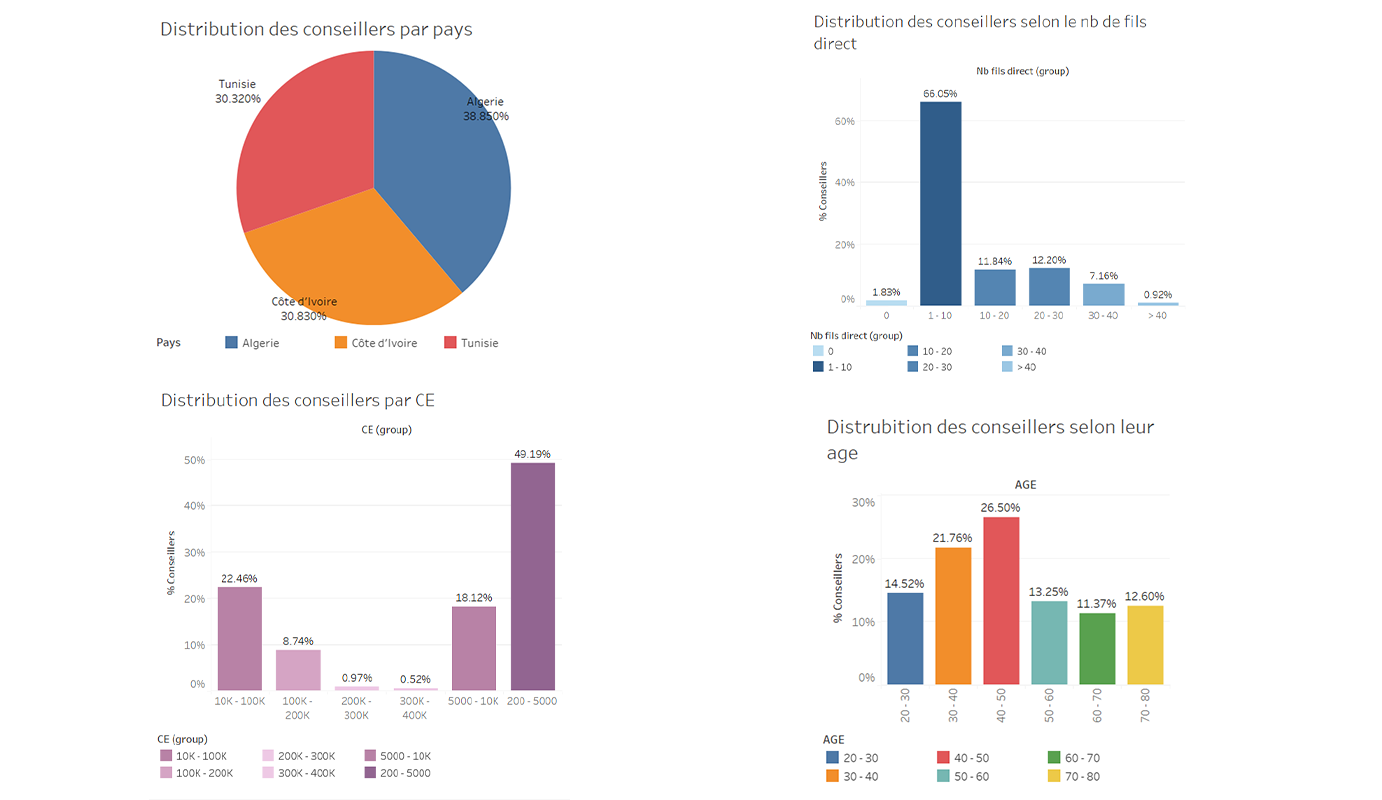 Distribution des conseillers par pays
Tunisie
30.320%
Algerie
38.850%
Côte d'Ivoire
30.830%
Pays
Algerie
Côte d'Ivoire
Tunisie
Distribution des conseillers selon le nb de fils
direct
Nb fils direct (group)
% Conseillers
60%
40%
20%
0%
1.83%
66.05%
11.84%
12.20%
7.16%
0.92%
0
1 - 10
10 - 20
20 - 30
30 - 40
> 40
Nb fils direct (group)
0
10 - 20
30 - 40
1 - 10
20 - 30
> 40
Distribution des conseillers par CE
CE (group)
% Conseillers
50%
40%
30%
20%
10%
0%
22.46%
8.74%
0.97%
0.52%
18.12%
49.19%
10K - 100K
100K -
200K
200K -
300K
300K -
400K
5000 - 10K
200 - 5000
CE (group)
10K - 100K
200K - 300K
5000 - 10K
100K - 200K
300K - 400K
200 - 5000
Distrubition des conseillers selon leur
age
AGE
% Conseillers
30%
20%
10%
0%
14.52%
21.76%
26.50%
13.25%
11.37%
12.60%
20 - 30
30 - 40
40 - 50
50 - 60
60 - 70
70 - 80
AGE
20 - 30
40 - 50
60 - 70
30 - 40
50 - 60
70 - 80